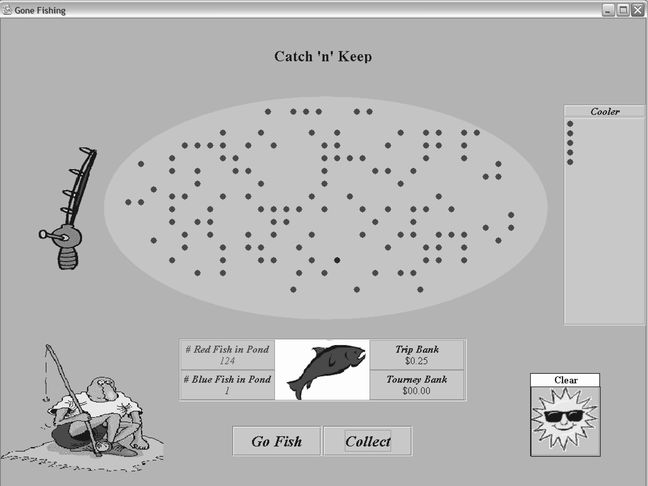 Gone Fishing
Catch 'n' Keep
Cooler
# Red Fish in Pond
124
Trip Bank
$0.25
# Blue Fish in Pond
1
Tourney Bank
$00.00
Clear
Go Fish
Collect